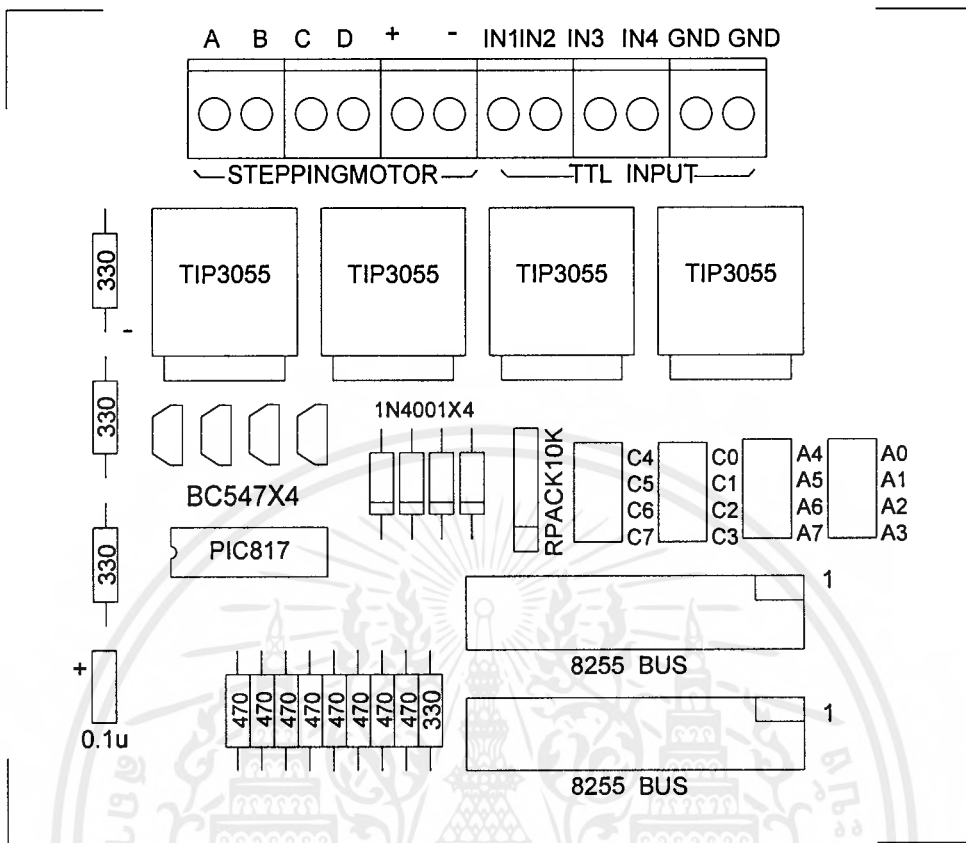 A B C D + - IN1IN2 IN3 IN4 GND GND
STEPPINGMOTOR TTL INPUT
330
TIP3055 TIP3055 TIP3055 TIP3055
-
330
1N4001X4
BC547X4
RPACK10K
C4
C5
C6
C7
C0
C1
C2
C3
A4
A5
A6
A7
A0
A1
A2
A3
330
PIC817
1
8255 BUS
+
0.1u
470 470 470 470 470 470 470 470 330
1
8255 BUS